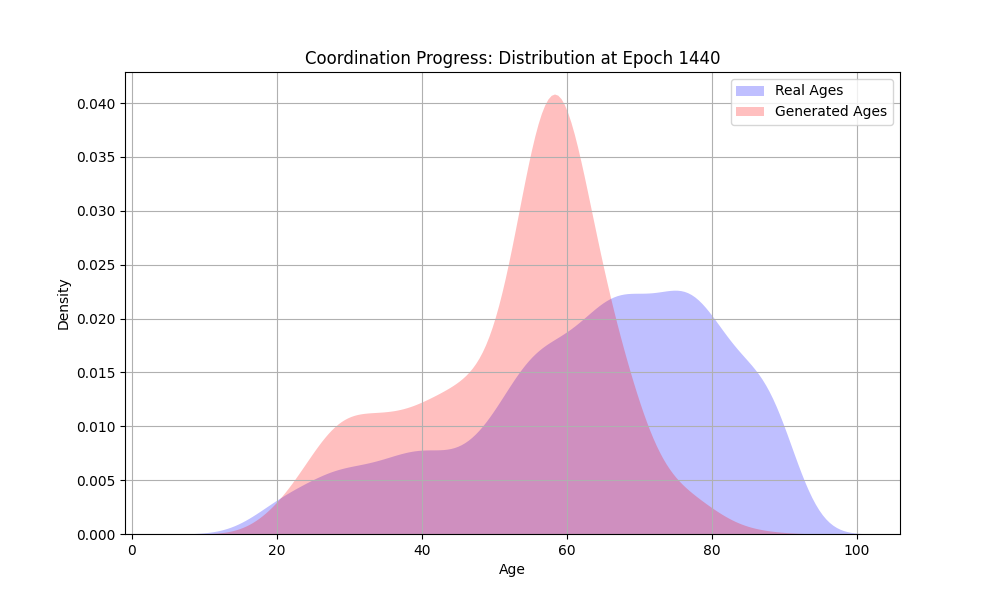 Coordination Progress: Distribution at Epoch 1440
Real Ages
Generated Ages
0.040
0.035
0.030
0.025
0.020
0.015
0.010
0.005
0.000
Density
0 20 40 60 80 100
Age